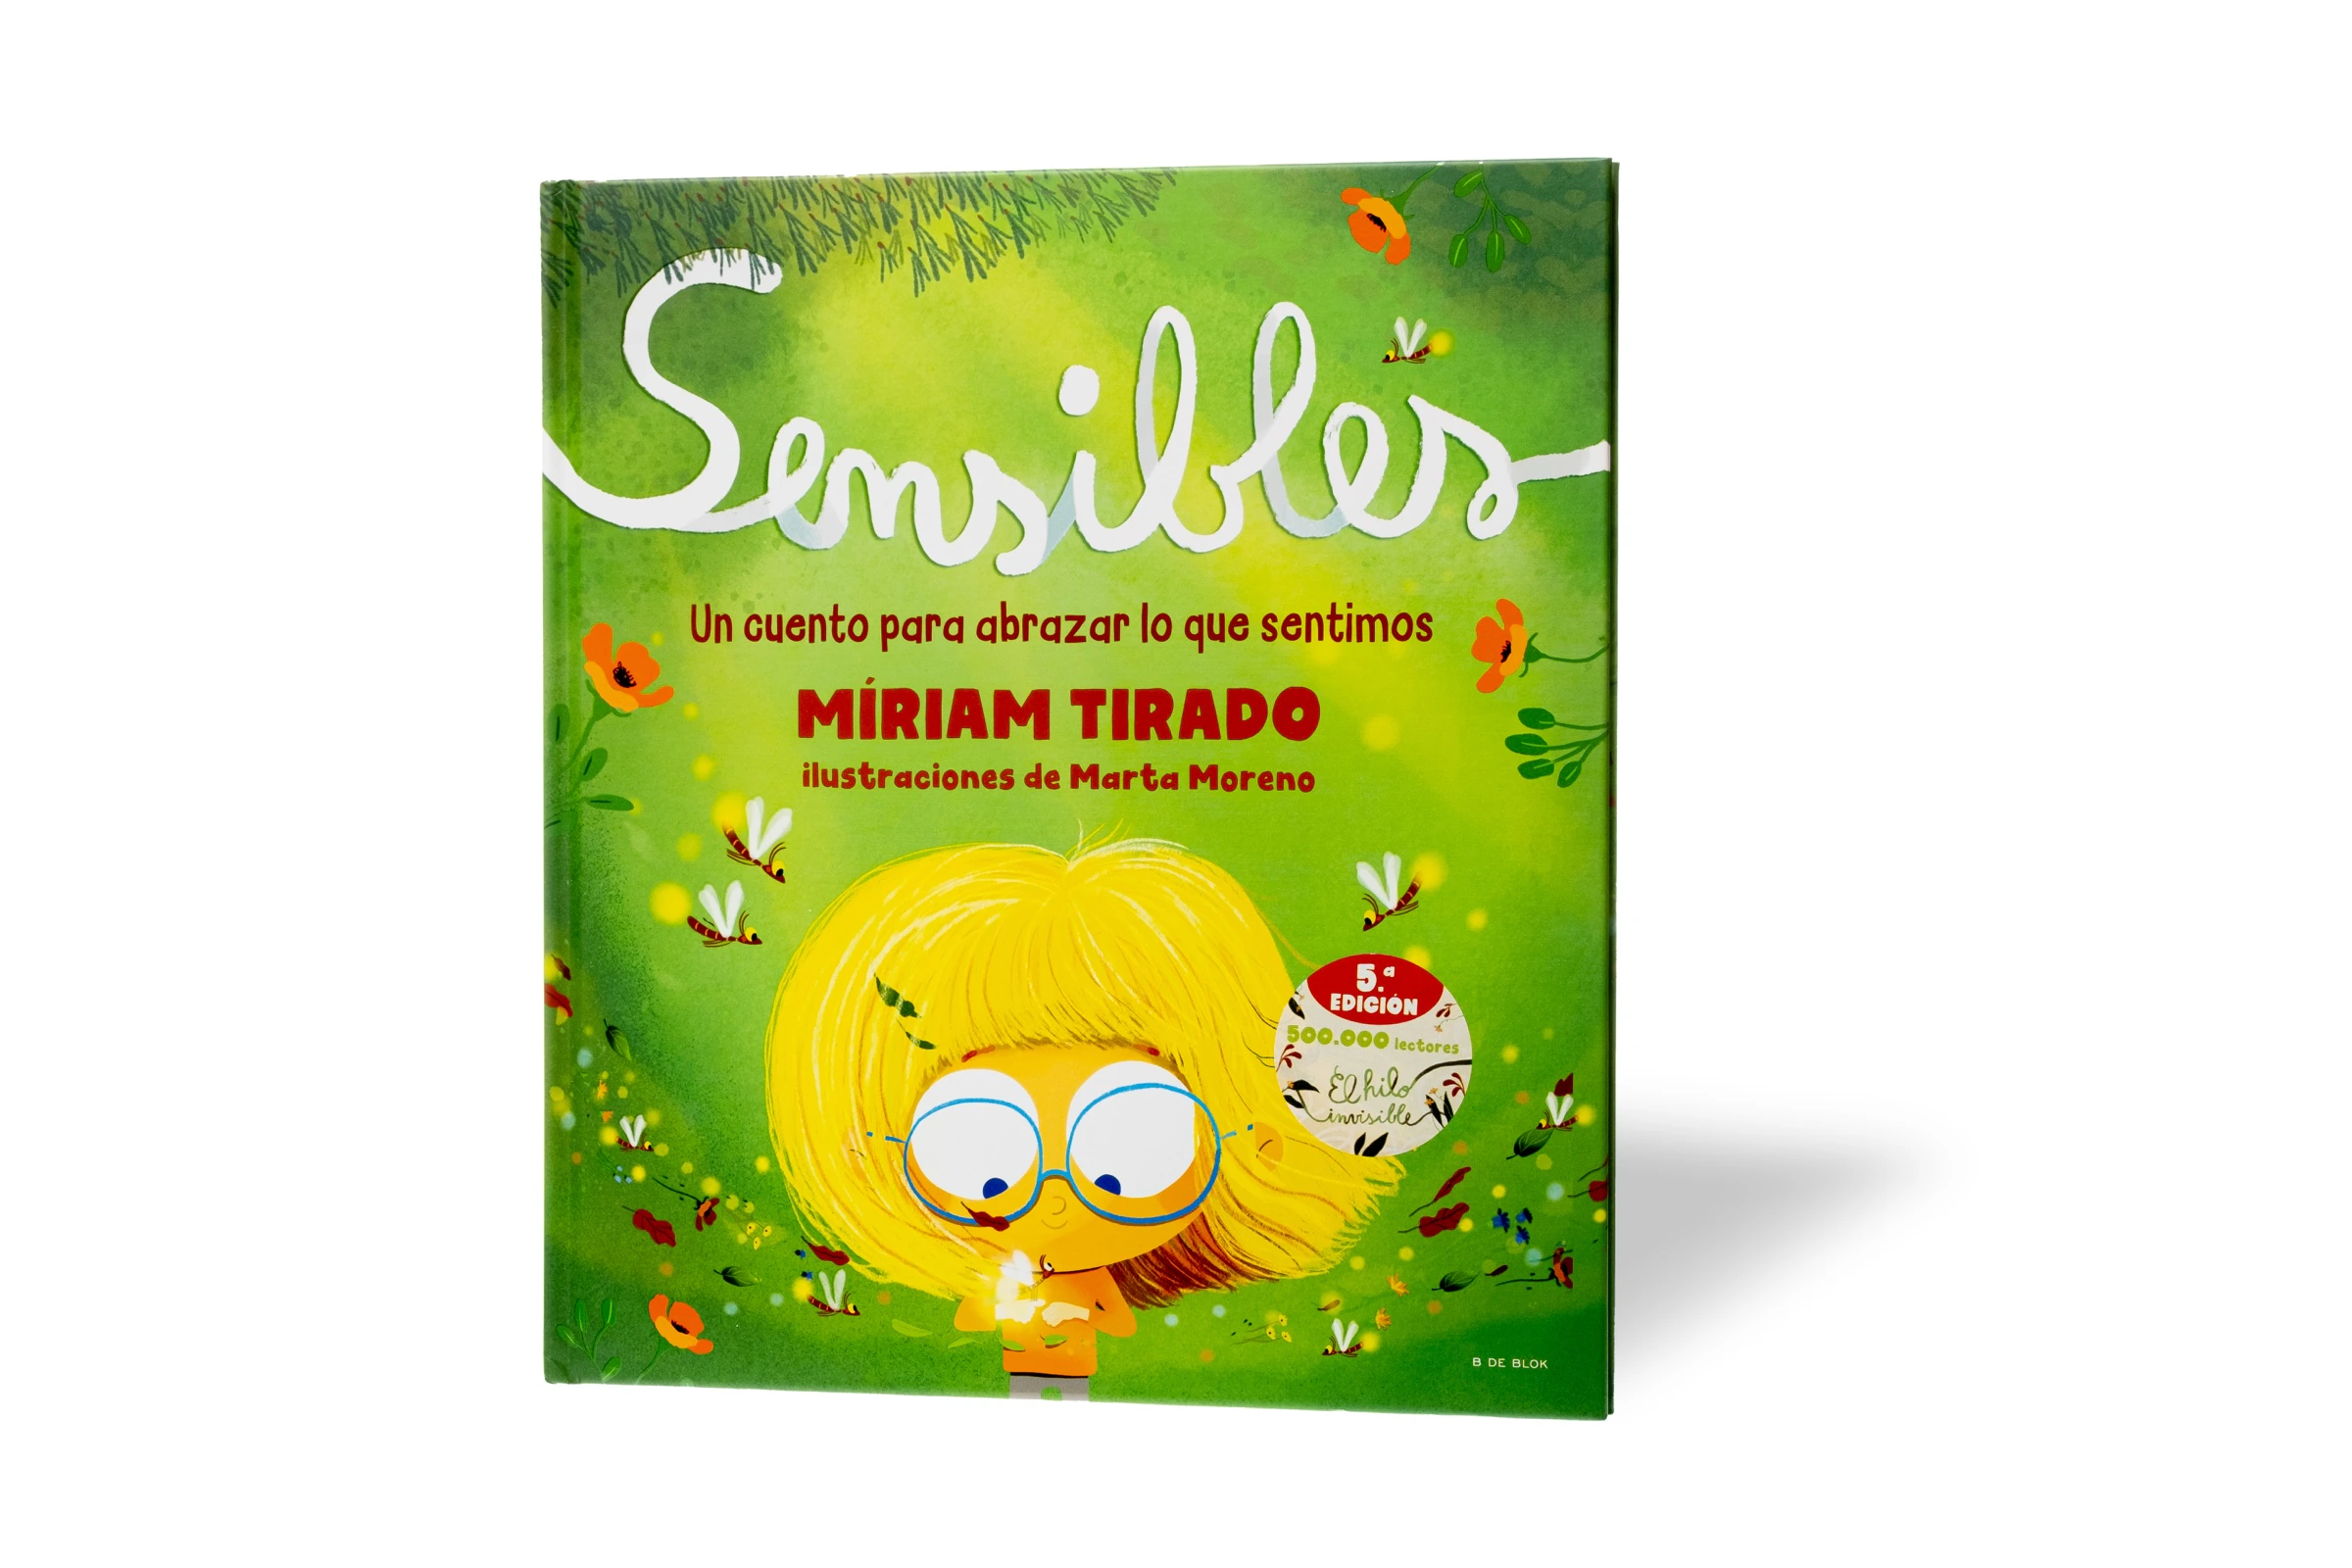 Sensibles
Un cuento para abrazar lo que sentimos
MÍRIAM TIRADO
ilustraciones de Marta Moreno
5.ª
EDICIÓN
500.000 lectores
El hilo
invisible
B DE BLOK